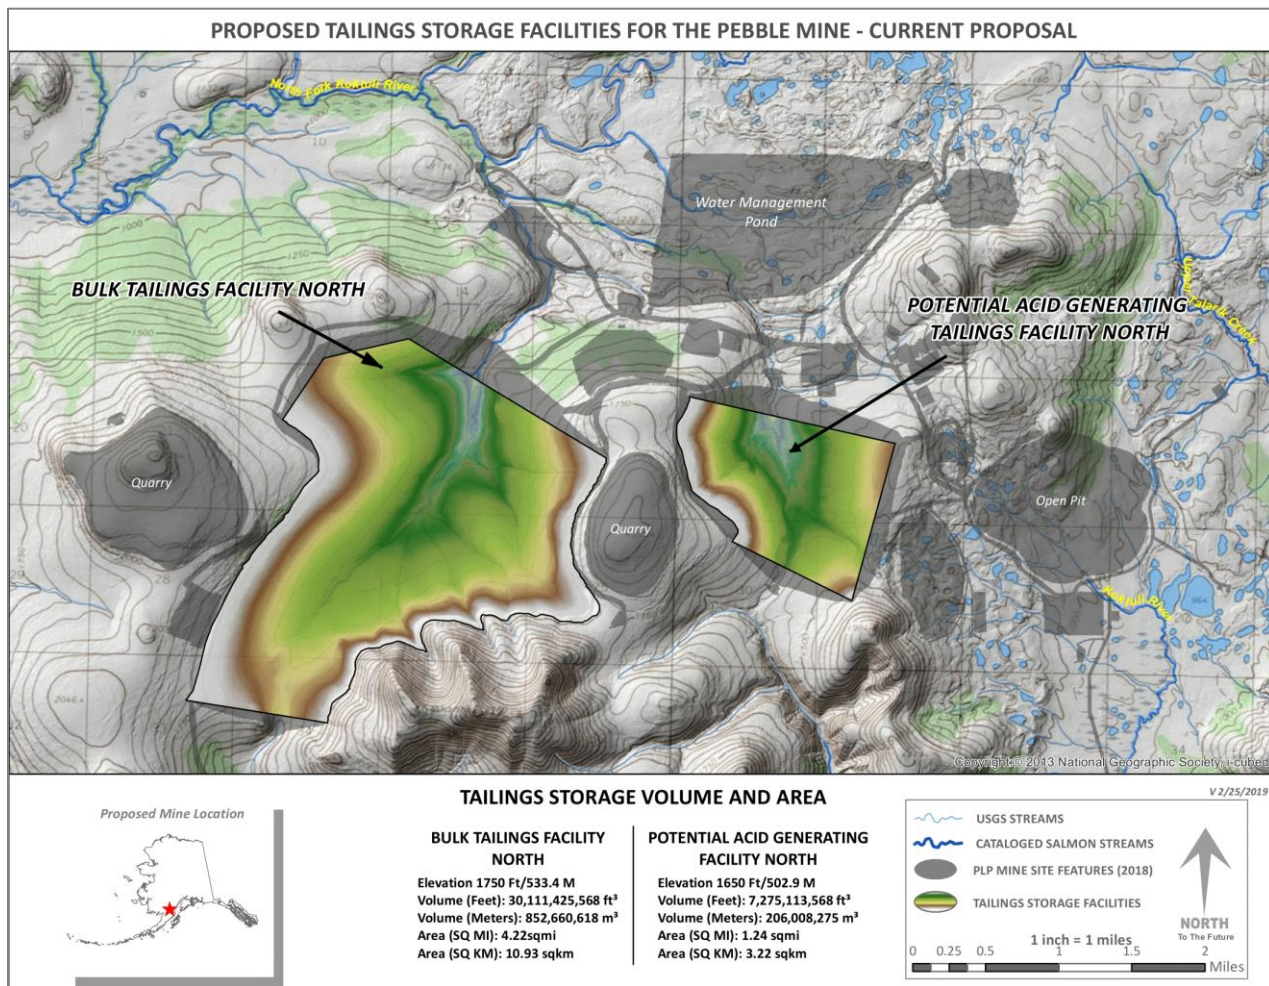 PROPOSED TAILINGS STORAGE FACILITIES FOR THE PEBBLE MINE - CURRENT PROPOSAL
North Fork Koktuli River
Water Management
Pond
BULK TAILINGS FACILITY NORTH
POTENTIAL ACID GENERATING
TAILINGS FACILITY NORTH
Upper Talarik Creek
1000
1250
1500
1750
Quarry
Quarry
Open Pit
Koktuli River
28
964
2046
34
Copyright:© 2013 National Geographic Society, i-cubed
V 2/25/2019
Proposed Mine Location
TAILINGS STORAGE VOLUME AND AREA
BULK TAILINGS FACILITY
NORTH
Elevation 1750 Ft/533.4 M
Volume (Feet): 30,111,425,568 ft³
Volume (Meters): 852,660,618 m³
Area (SQ MI): 4.22sqmi
Area (SQ KM): 10.93 sqkm
POTENTIAL ACID GENERATING
FACILITY NORTH
Elevation 1650 Ft/502.9 M
Volume (Feet): 7,275,113,568 ft³
Volume (Meters): 206,008,275 m³
Area (SQ MI): 1.24 sqmi
Area (SQ KM): 3.22 sqkm
USGS STREAMS
CATALOGED SALMON STREAMS
PLP MINE SITE FEATURES (2018)
TAILINGS STORAGE FACILITIES
NORTH
To The Future
1 inch = 1 miles
0 0.25 0.5 1 1.5 2
Miles